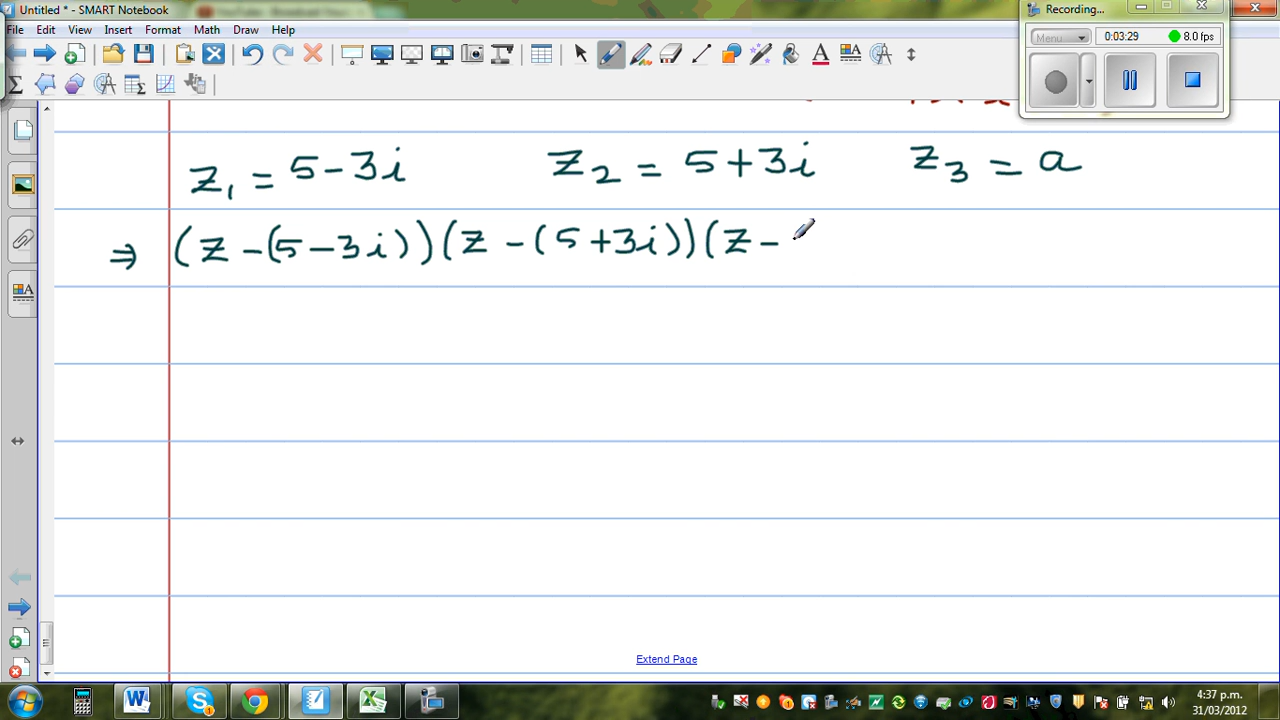 Untitled * - SMART Notebook
Recording...
File Edit View Insert Format Math Draw Help
Menu 0:03:29 8.0 fps
z₁ = 5-3i z₂ = 5+3i z₃ = a
⇒ (z-(5-3i))(z-(5+3i))(z-
Extend Page
4:37 p.m.
31/03/2012